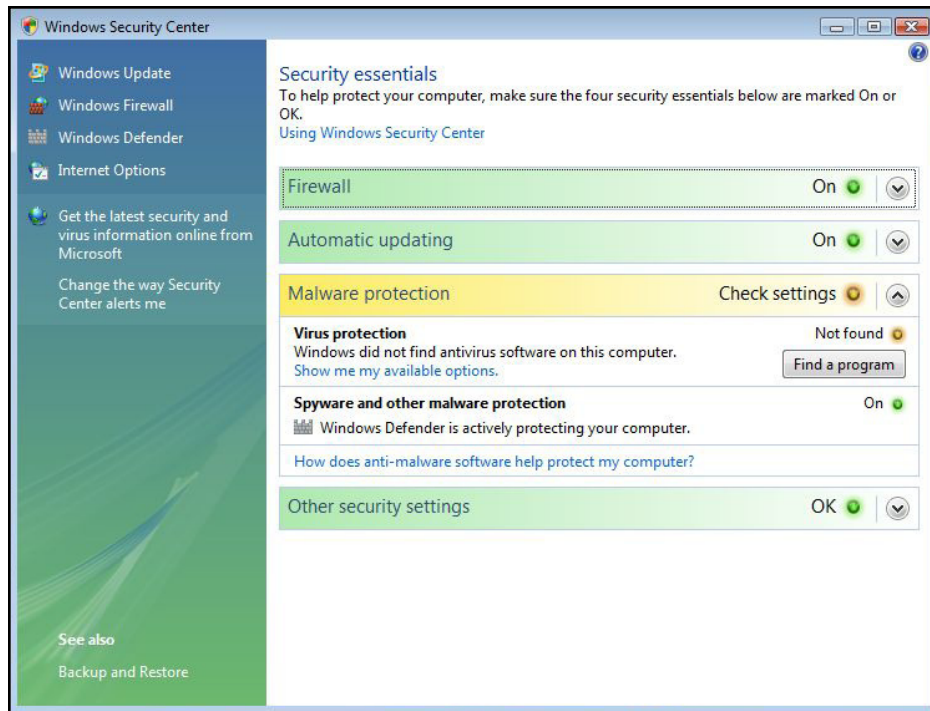 Windows Security Center
Windows Update
Windows Firewall
Windows Defender
Internet Options
Get the latest security and
virus information online from
Microsoft
Change the way Security
Center alerts me
See also
Backup and Restore
Security essentials
To help protect your computer, make sure the four security essentials below are marked On or
OK.
Using Windows Security Center
Firewall On
Automatic updating On
Malware protection Check settings
Virus protection Not found
Windows did not find antivirus software on this computer.
Show me my available options. Find a program
Spyware and other malware protection On
Windows Defender is actively protecting your computer.
How does anti-malware software help protect my computer?
Other security settings OK